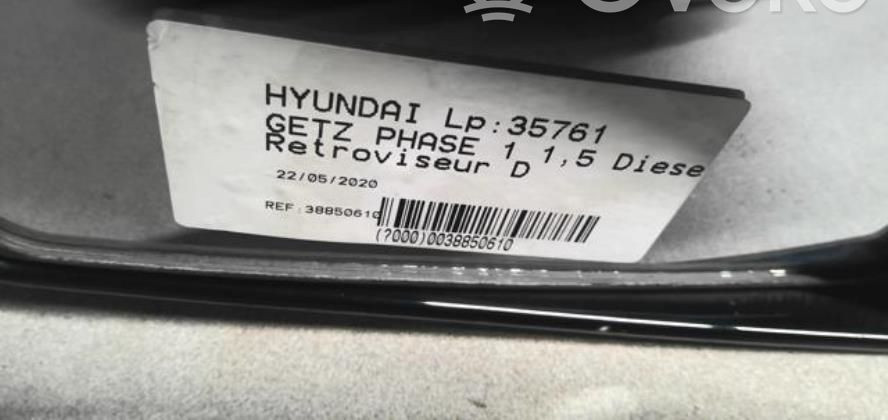 HYUNDAI Lp:35761
GETZ PHASE 1 1,5 Diese
Retroviseur D
22/05/2020
REF:38850610
(?000)0038850610